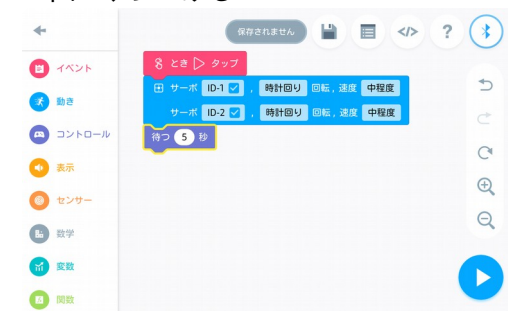 保存されません
</>
?
イベント
動き
コントロール
表示
センサー
数学
変数
関数
とき タップ
サーボ ID-1 , 時計回り 回転, 速度 中程度
サーボ ID-2 , 時計回り 回転, 速度 中程度
待つ 5 秒